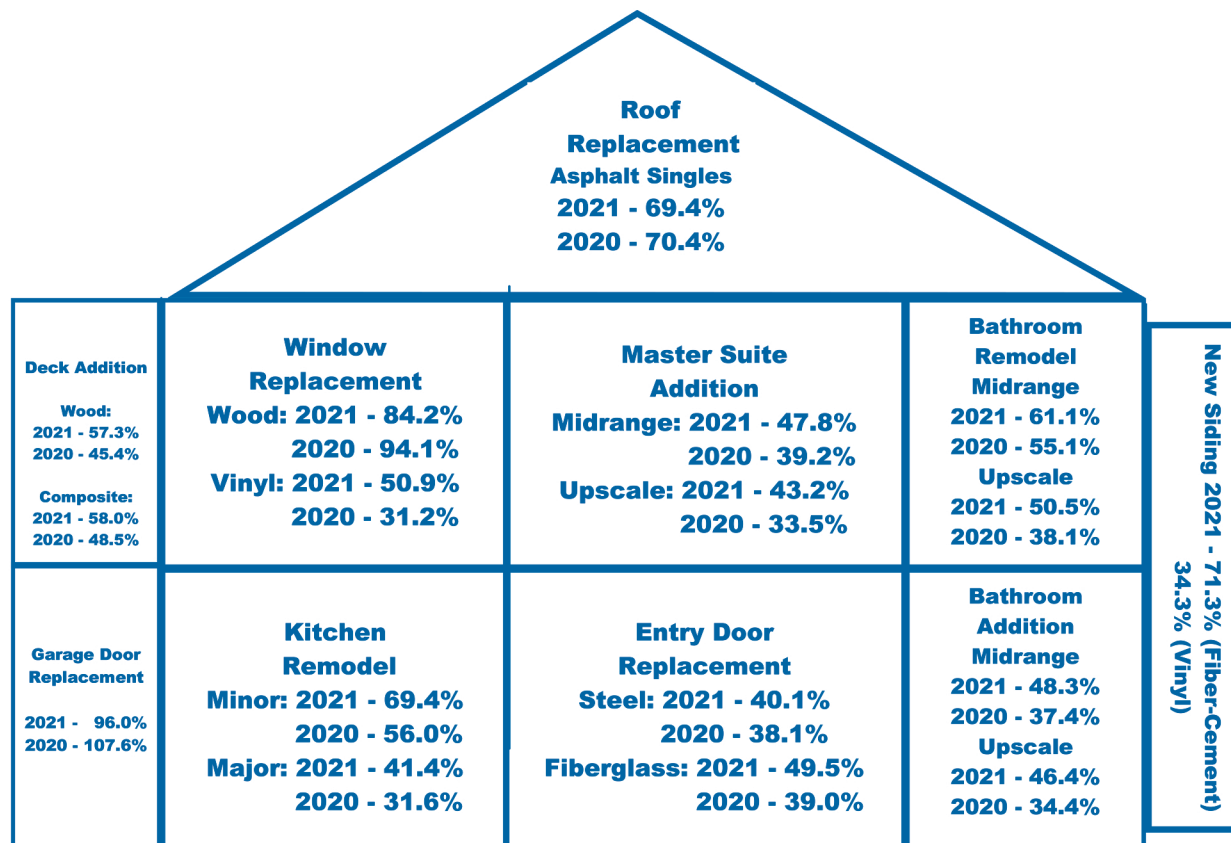 Roof
Replacement
Asphalt Singles
2021 - 69.4%
2020 - 70.4%
Deck Addition
Wood:
2021 - 57.3%
2020 - 45.4%
Composite:
2021 - 58.0%
2020 - 48.5%
Window
Replacement
Wood: 2021 - 84.2%
2020 - 94.1%
Vinyl: 2021 - 50.9%
2020 - 31.2%
Master Suite
Addition
Midrange: 2021 - 47.8%
2020 - 39.2%
Upscale: 2021 - 43.2%
2020 - 33.5%
Bathroom
Remodel
Midrange
2021 - 61.1%
2020 - 55.1%
Upscale
2021 - 50.5%
2020 - 38.1%
New Siding 2021 - 71.3% (Fiber-Cement)
34.3% (Vinyl)
Garage Door
Replacement
2021 - 96.0%
2020 - 107.6%
Kitchen
Remodel
Minor: 2021 - 69.4%
2020 - 56.0%
Major: 2021 - 41.4%
2020 - 31.6%
Entry Door
Replacement
Steel: 2021 - 40.1%
2020 - 38.1%
Fiberglass: 2021 - 49.5%
2020 - 39.0%
Bathroom
Addition
Midrange
2021 - 48.3%
2020 - 37.4%
Upscale
2021 - 46.4%
2020 - 34.4%